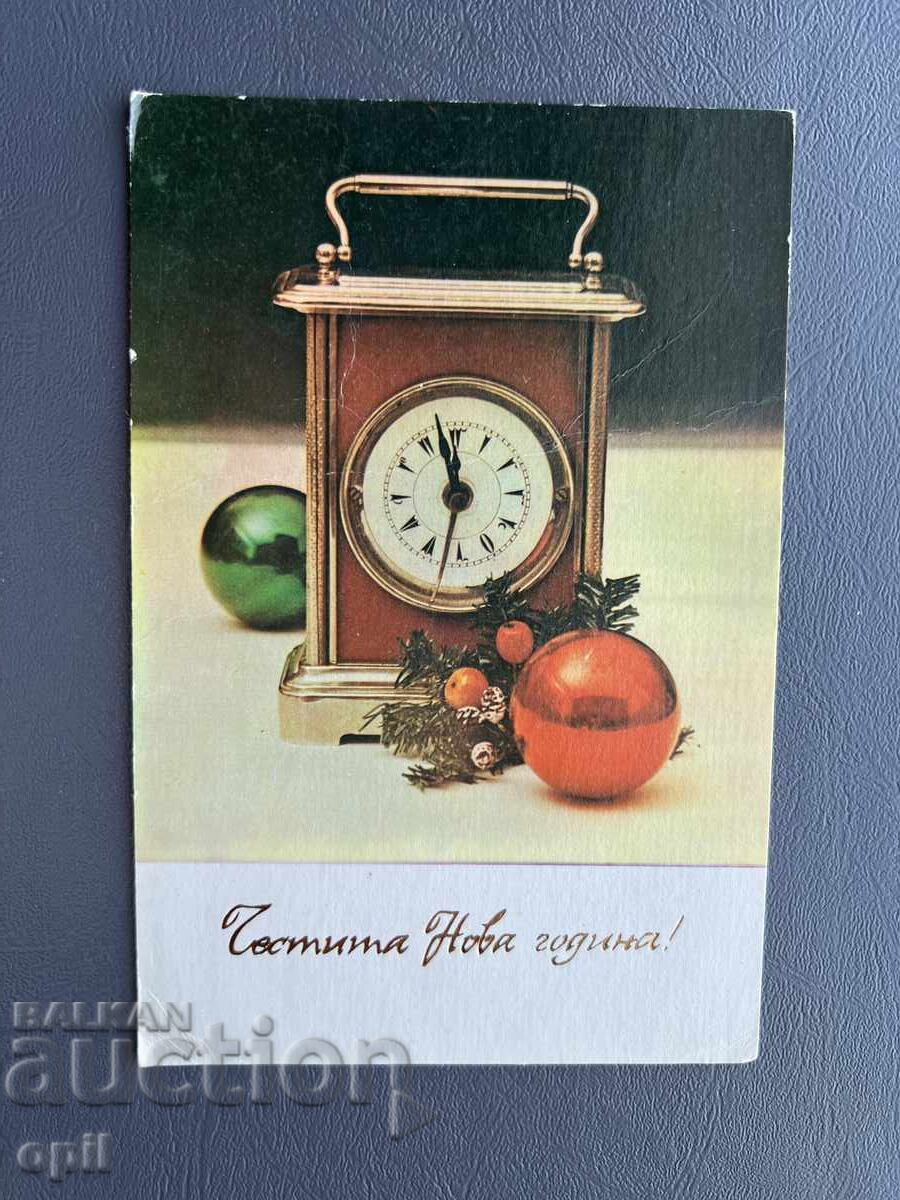 Честита Нова година!
BALKAN
auction
opil